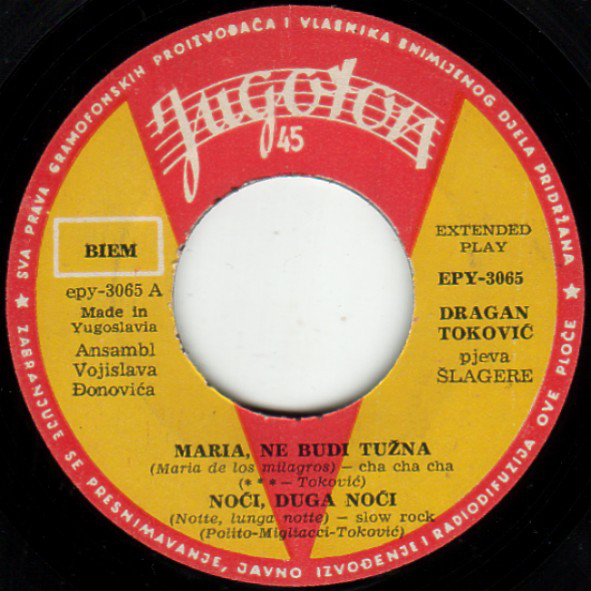 SVA PRAVA GRAMOFONSKIH PROIZVOĐAČA I VLASNIKA SNIMLJENOG DJELA PRIDRŽANA
Jugoton
45
BIEM
epy-3065 A
Made in
Yugoslavia
Ansambl
Vojislava
Đonovića
EXTENDED
PLAY
EPY-3065
DRAGAN
TOKOVIČ
pjeva
ŠLAGERE
MARIA, NE BUDI TUŽNA
(Maria de los milagros) — cha cha cha
(* * * — Toković)
NOĆI, DUGA NOĆI
(Notte, lunga notte) — slow rock
(Polito-Migliacci-Toković)
ZABRANJUJE SE PRESNIMAVANJE, JAVNO IZVOĐENJE I RADIODIFUZIJA OVE PLOČE